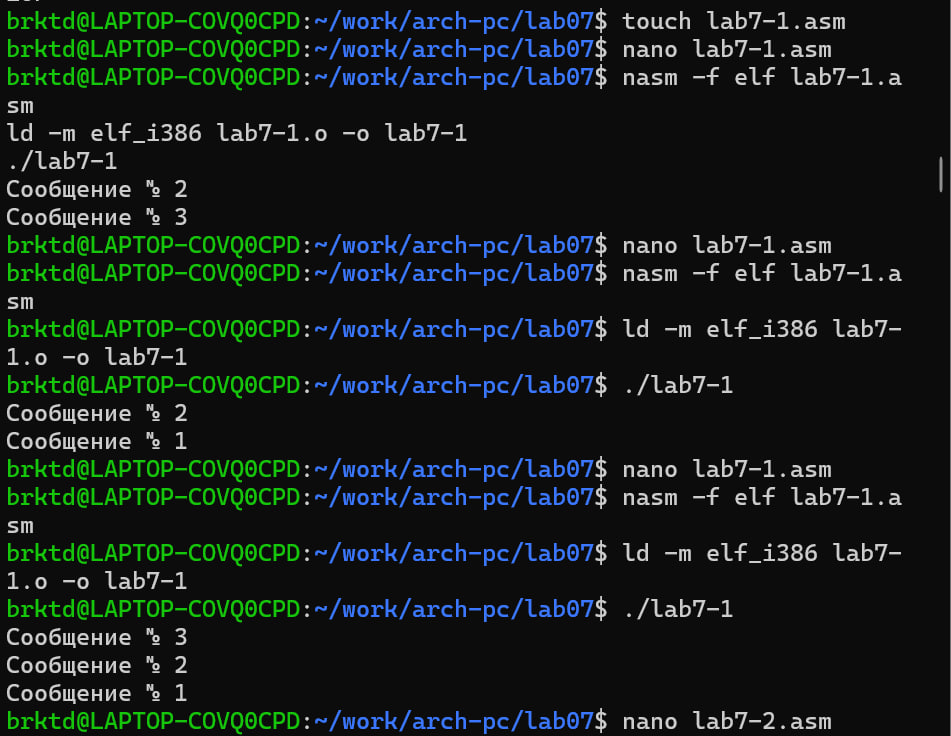 brktd@LAPTOP-COVQ0CPD:~/work/arch-pc/lab07$ touch lab7-1.asm
brktd@LAPTOP-COVQ0CPD:~/work/arch-pc/lab07$ nano lab7-1.asm
brktd@LAPTOP-COVQ0CPD:~/work/arch-pc/lab07$ nasm -f elf lab7-1.a
sm
ld -m elf_i386 lab7-1.o -o lab7-1
./lab7-1
Сообщение № 2
Сообщение № 3
brktd@LAPTOP-COVQ0CPD:~/work/arch-pc/lab07$ nano lab7-1.asm
brktd@LAPTOP-COVQ0CPD:~/work/arch-pc/lab07$ nasm -f elf lab7-1.a
sm
brktd@LAPTOP-COVQ0CPD:~/work/arch-pc/lab07$ ld -m elf_i386 lab7-
1.o -o lab7-1
brktd@LAPTOP-COVQ0CPD:~/work/arch-pc/lab07$ ./lab7-1
Сообщение № 2
Сообщение № 1
brktd@LAPTOP-COVQ0CPD:~/work/arch-pc/lab07$ nano lab7-1.asm
brktd@LAPTOP-COVQ0CPD:~/work/arch-pc/lab07$ nasm -f elf lab7-1.a
sm
brktd@LAPTOP-COVQ0CPD:~/work/arch-pc/lab07$ ld -m elf_i386 lab7-
1.o -o lab7-1
brktd@LAPTOP-COVQ0CPD:~/work/arch-pc/lab07$ ./lab7-1
Сообщение № 3
Сообщение № 2
Сообщение № 1
brktd@LAPTOP-COVQ0CPD:~/work/arch-pc/lab07$ nano lab7-2.asm